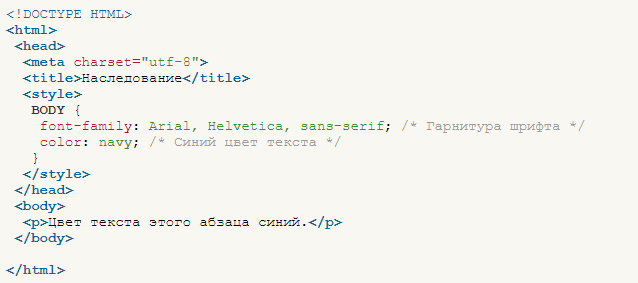 <!DOCTYPE HTML>
<html>
<head>
<meta charset="utf-8">
<title>Наследование</title>
<style>
BODY {
font-family: Arial, Helvetica, sans-serif; /* Гарнитура шрифта */
color: navy; /* Синий цвет текста */
}
</style>
</head>
<body>
<p>Цвет текста этого абзаца синий.</p>
</body>
</html>